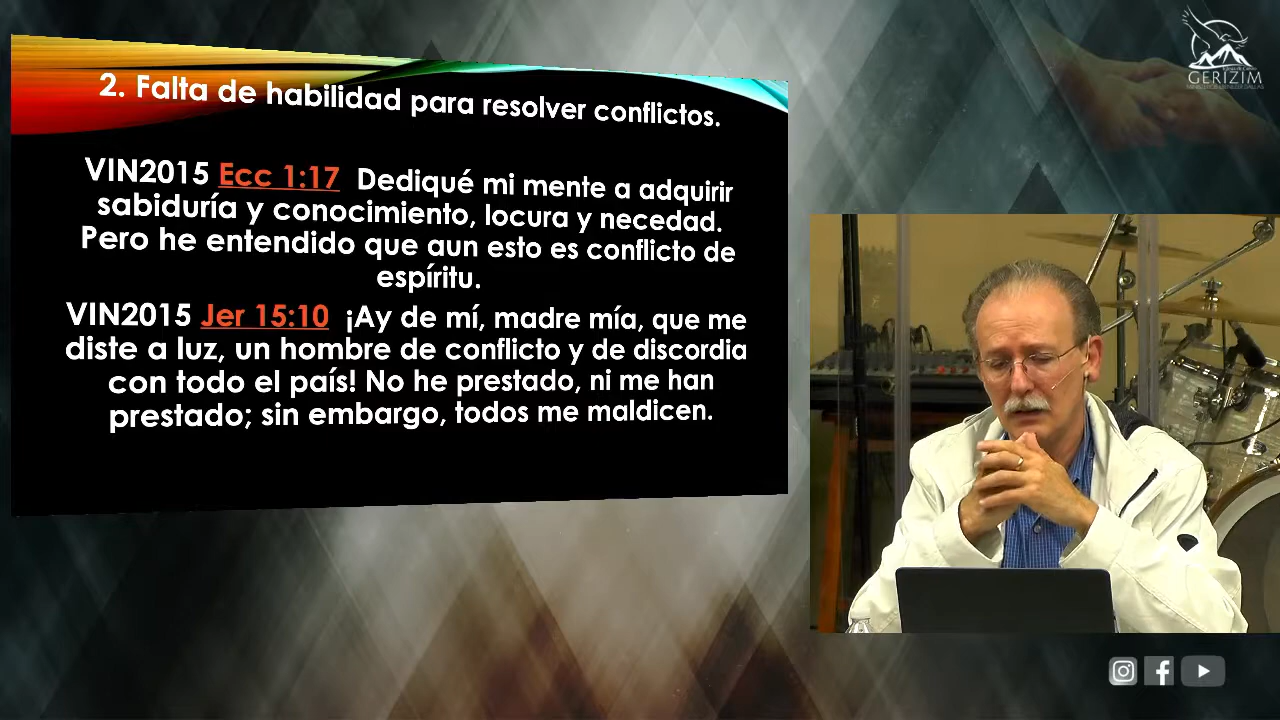 2. Falta de habilidad para resolver conflictos.
VIN2015 Ecc 1:17 Dediqué mi mente a adquirir
sabiduría y conocimiento, locura y necedad.
Pero he entendido que aun esto es conflicto de
espíritu.
VIN2015 Jer 15:10 ¡Ay de mí, madre mía, que me
diste a luz, un hombre de conflicto y de discordia
con todo el país! No he prestado, ni me han
prestado; sin embargo, todos me maldicen.
GERIZIM